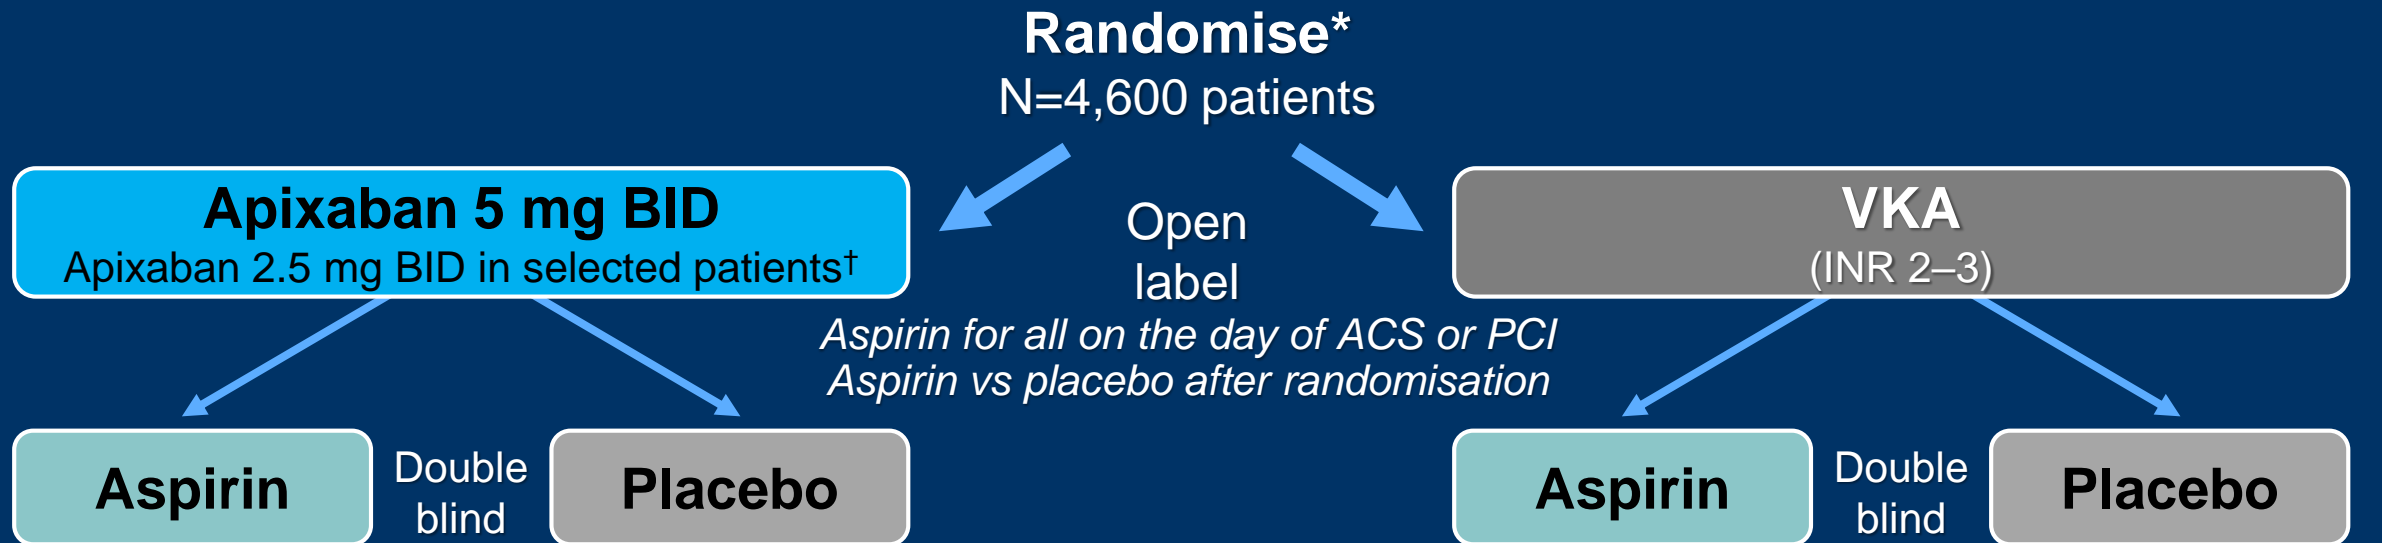 Randomise*
N=4,600 patients
Apixaban 5 mg BID
Apixaban 2.5 mg BID in selected patients†
Open
label
VKA
(INR 2–3)
Aspirin for all on the day of ACS or PCI
Aspirin vs placebo after randomisation
Aspirin
Double
blind
Placebo
Aspirin
Double
blind
Placebo